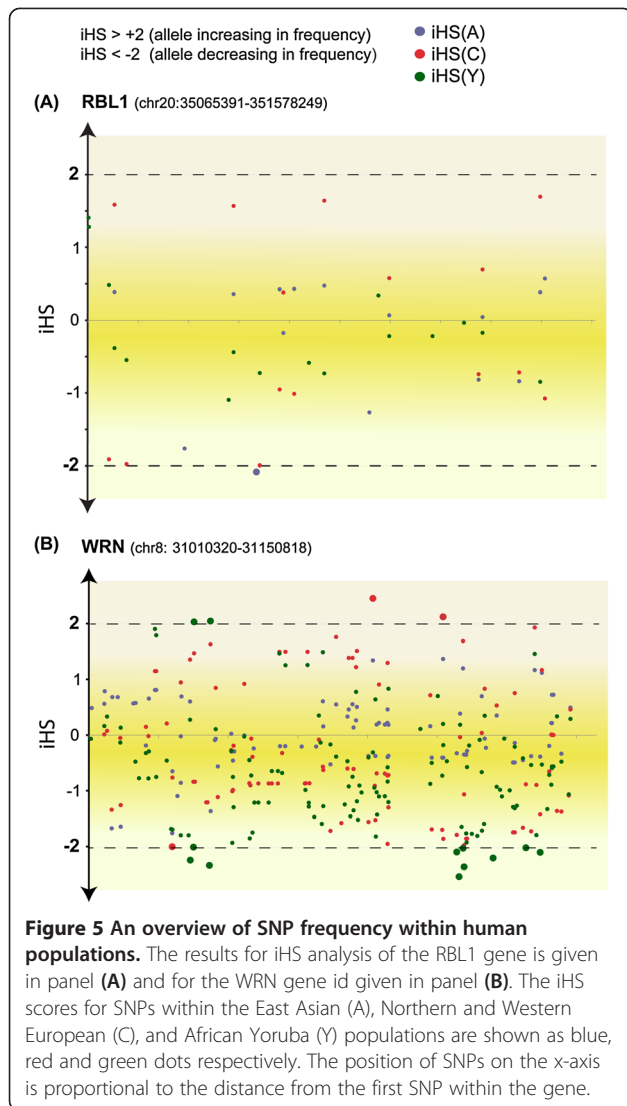 iHS > +2 (allele increasing in frequency)
iHS < -2 (allele decreasing in frequency)
iHS(A)
iHS(C)
iHS(Y)
(A) RBL1 (chr20:35065391-351578249)
2
1
0
-1
-2
iHS
(B) WRN (chr8: 31010320-31150818)
2
1
0
-1
-2
iHS
Figure 5 An overview of SNP frequency within human
populations. The results for iHS analysis of the RBL1 gene is given
in panel (A) and for the WRN gene id given in panel (B). The iHS
scores for SNPs within the East Asian (A), Northern and Western
European (C), and African Yoruba (Y) populations are shown as blue,
red and green dots respectively. The position of SNPs on the x-axis
is proportional to the distance from the first SNP within the gene.